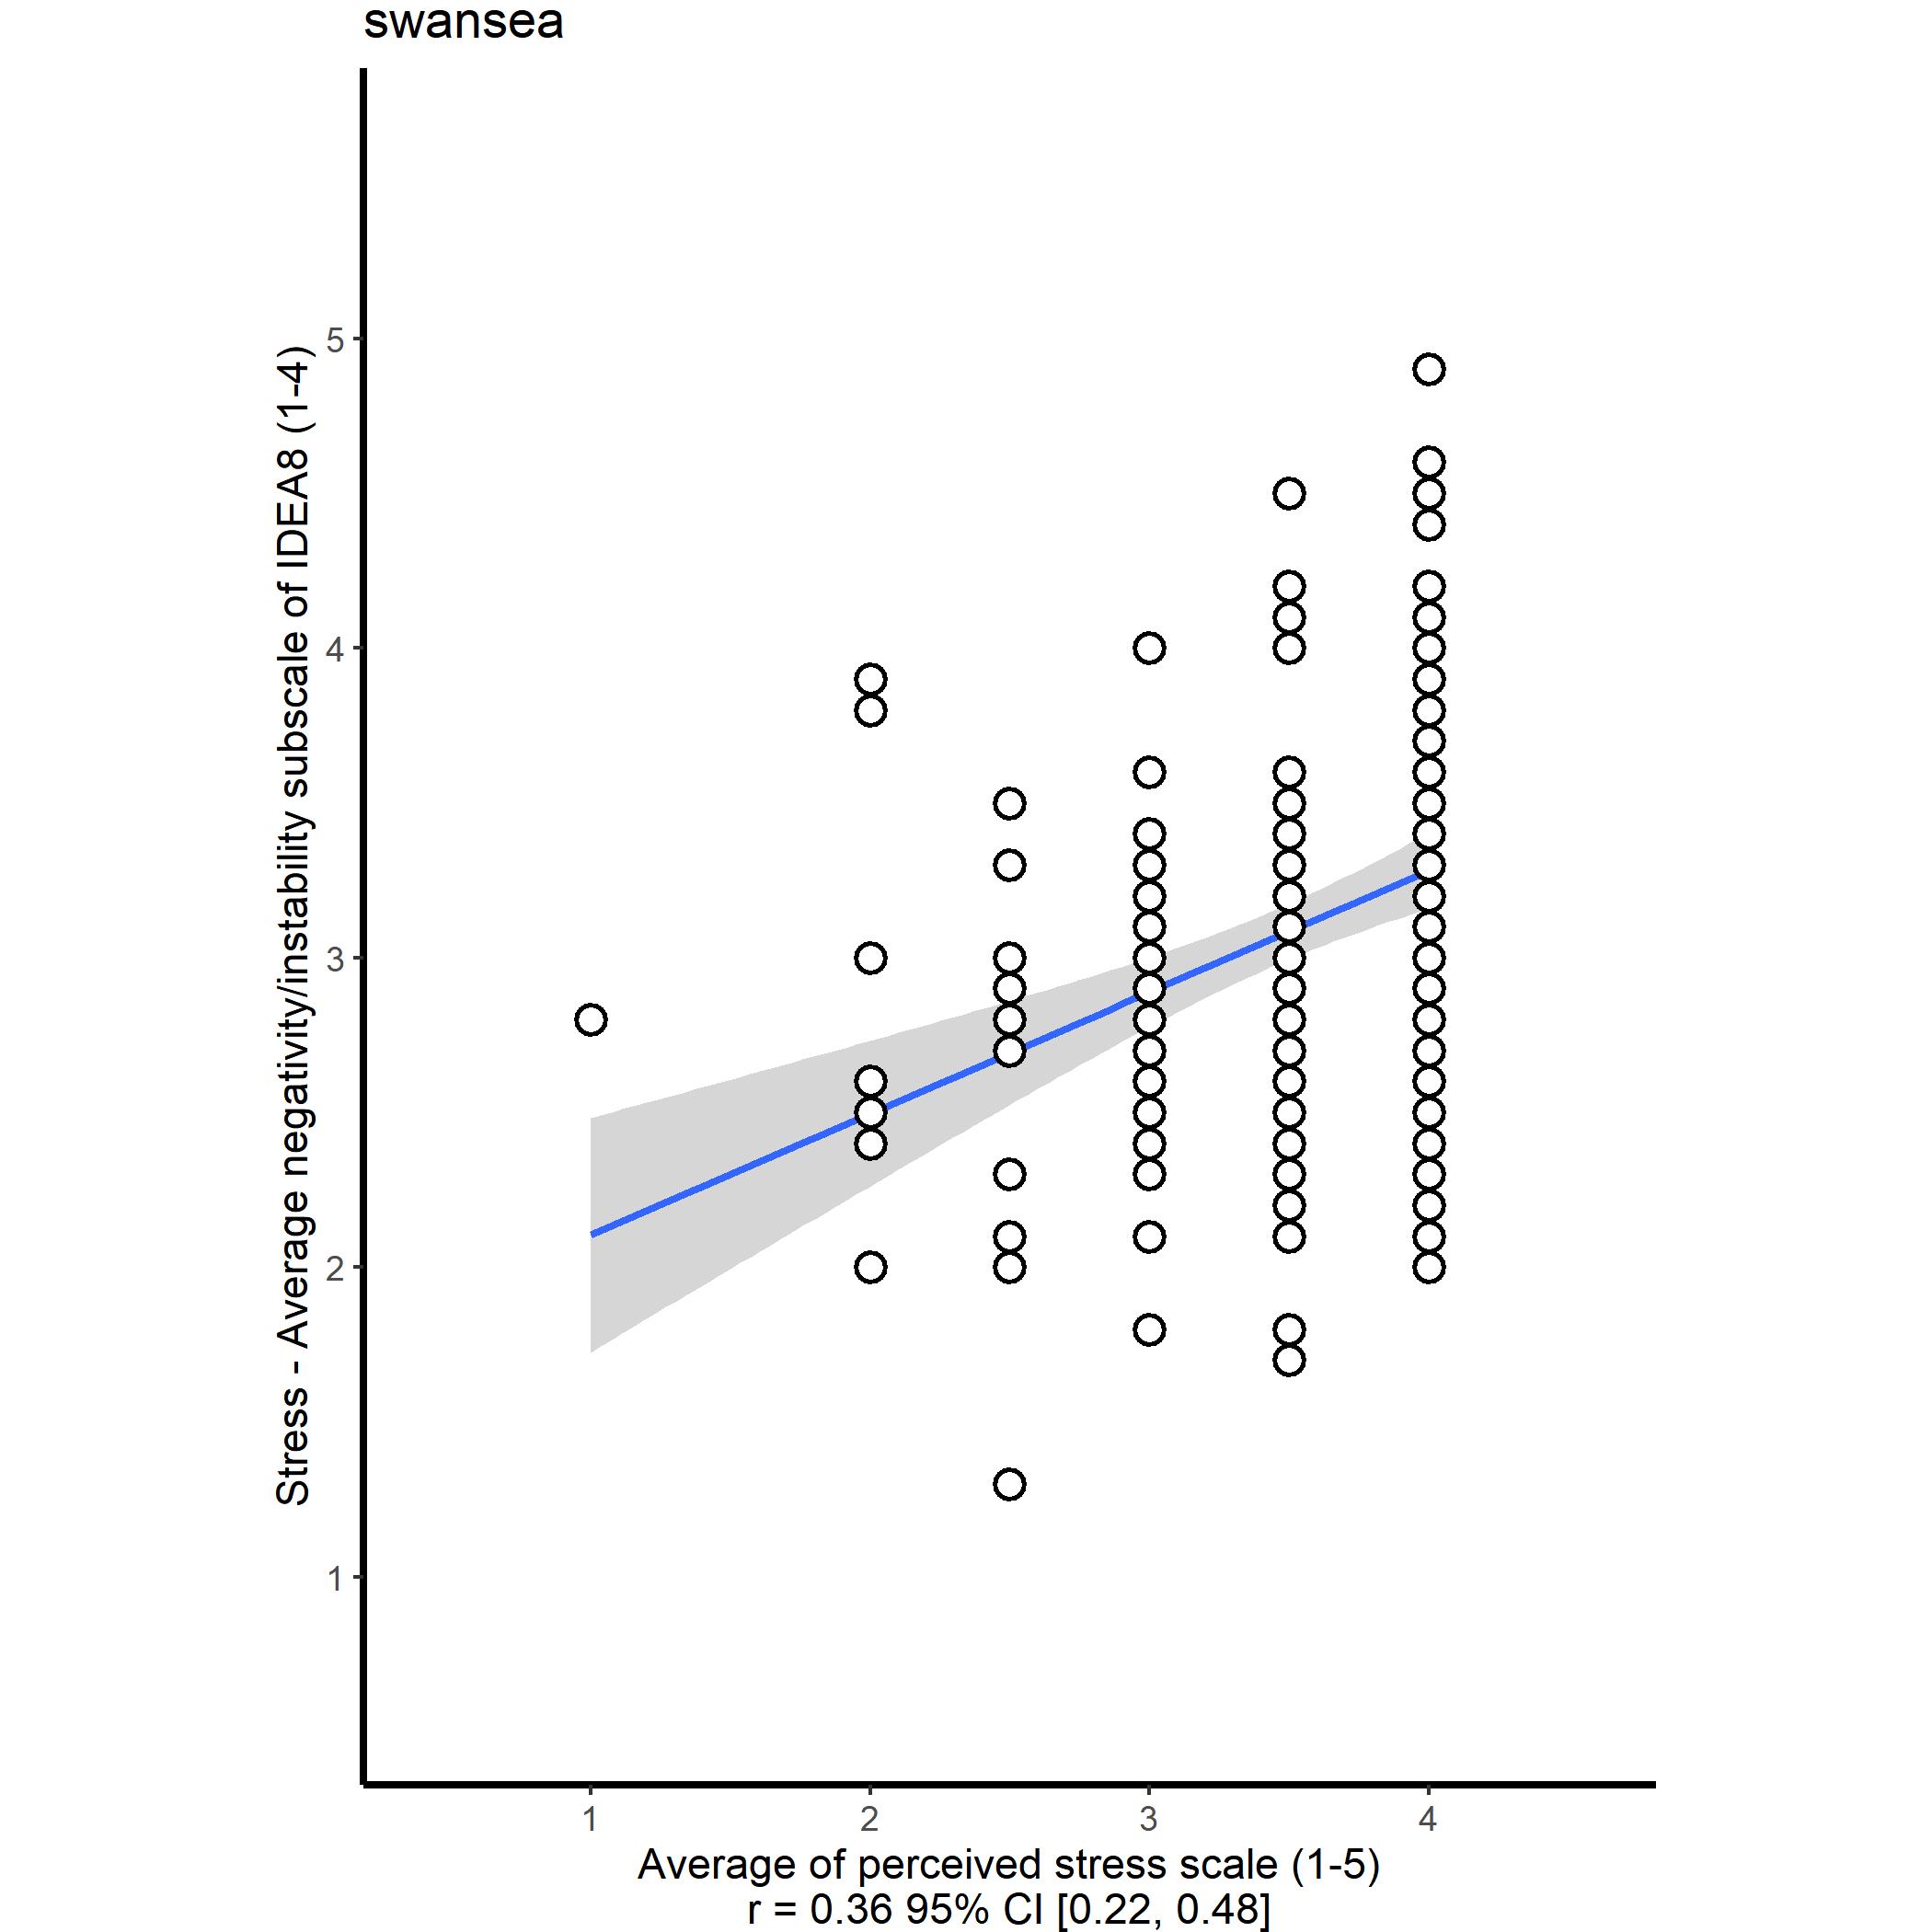 swansea
Stress - Average negativity/instability subscale of IDEA8 (1-4)
5
4
3
2
1
1 2 3 4
Average of perceived stress scale (1-5)
r = 0.36 95% CI [0.22, 0.48]